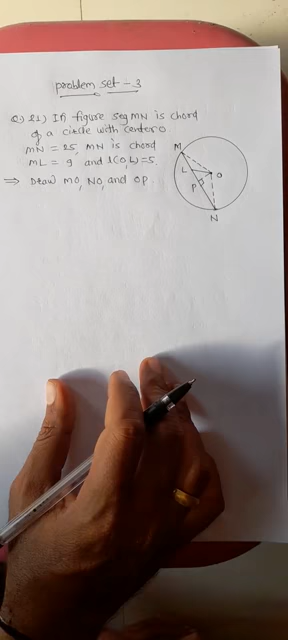 problem set - 3
Q) 21) In figure seg MN is chord
of a circle with center O
MN = 25, MN is chord
ML = 9 and l(O,L)=5.
⇒ Draw MO, NO, and OP.
M
L
O
P
N